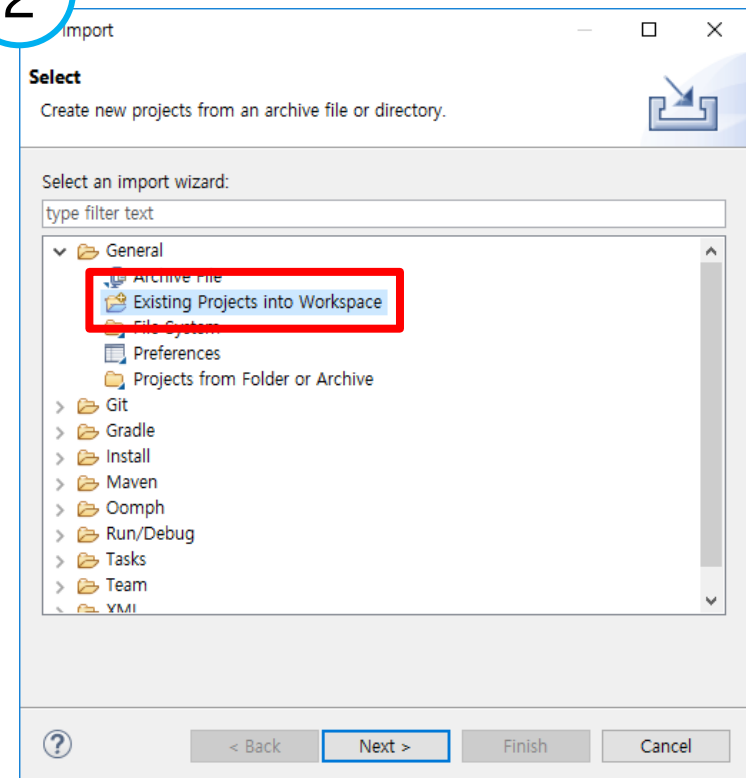 2
Import
Select
Create new projects from an archive file or directory.
Select an import wizard:
type filter text
General
Archive File
Existing Projects into Workspace
File System
Preferences
Projects from Folder or Archive
Git
Gradle
Install
Maven
Oomph
Run/Debug
Tasks
Team
XML
?
< Back Next > Finish Cancel